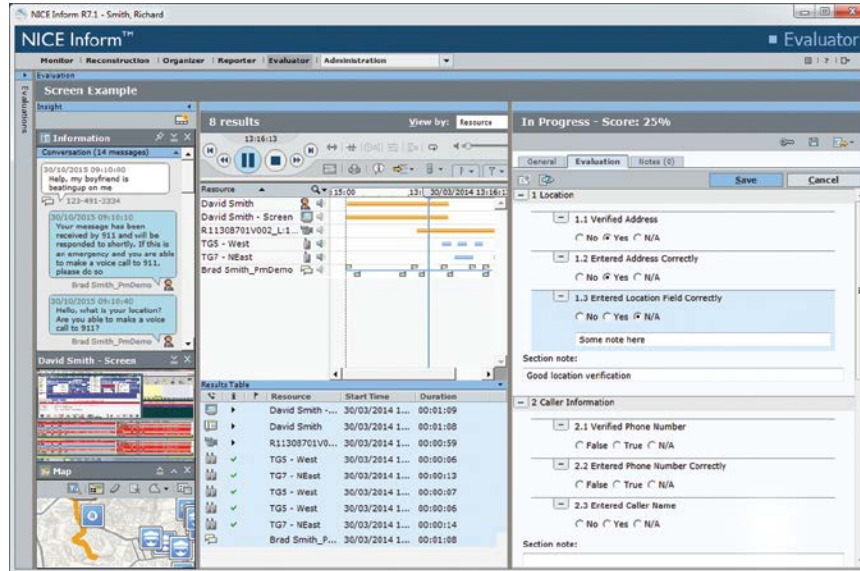 NICE Inform R7.1 - Smith, Richard
NICE Inform™
Evaluator
Monitor Reconstruction Organizer Reporter Evaluator Administration
Evaluation
Evaluations
Screen Example
Insight
Information
Conversation (14 messages)
30/10/2015 09:10:00
Help, my boyfriend is
beatingup on me
123-491-3334
30/10/2015 09:10:10
Your message has been
received by 911 and will be
responded to shortly. If this is
an emergency and you are able
to make a voice call to 911,
please do so
Brad Smith_PmDemo
30/10/2015 09:10:40
Hello, what is your location?
Are you able to make a voice
call to 911?
Brad Smith_PmDemo
David Smith - Screen
Map
8 results
View by: Resource
13:16:13
Resource
15:00 13: 30/03/2014 13:16:1
David Smith
David Smith - Screen
R11308701V002_L:1...
TG5 - West
TG7 - NEast
Brad Smith_PmDemo
Results Table
Resource Start Time Duration
David Smith -... 30/03/2014 1... 00:01:09
David Smith 30/03/2014 1... 00:01:08
R11308701V0... 30/03/2014 1... 00:00:59
TG5 - West 30/03/2014 1... 00:00:06
TG7 - NEast 30/03/2014 1... 00:00:13
TG5 - West 30/03/2014 1... 00:00:07
TG5 - West 30/03/2014 1... 00:00:06
TG7 - NEast 30/03/2014 1... 00:00:14
Brad Smith_P... 30/03/2014 1... 00:01:08
In Progress - Score: 25%
General Evaluation Notes (0)
Save Cancel
1 Location
1.1 Verified Address
No Yes N/A
1.2 Entered Address Correctly
No Yes N/A
1.3 Entered Location Field Correctly
No Yes N/A
Some note here
Section note:
Good location verification
2 Caller Information
2.1 Verified Phone Number
False True N/A
2.2 Entered Phone Number Correctly
False True N/A
2.3 Entered Caller Name
No Yes N/A
Section note: